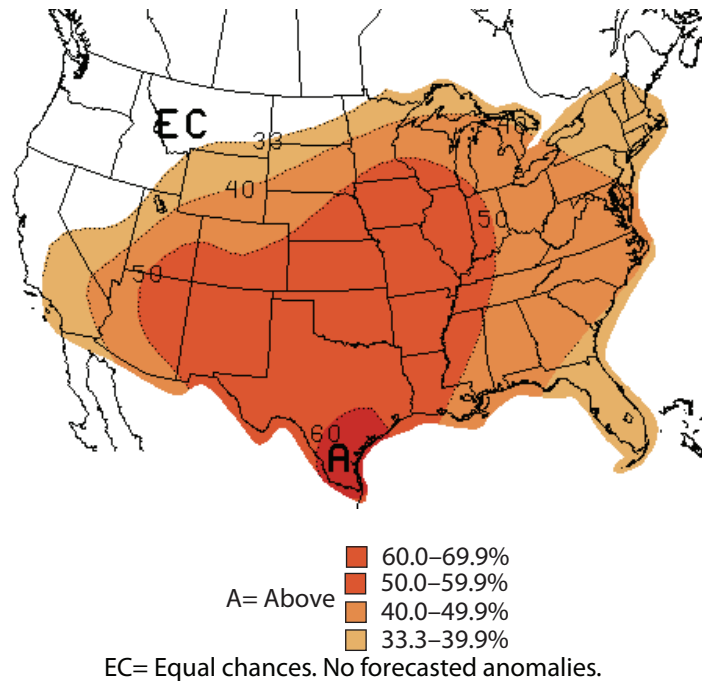 EC
33
40
40
50
50
60
A
60.0–69.9%
50.0–59.9%
A= Above
40.0–49.9%
33.3–39.9%
EC= Equal chances. No forecasted anomalies.